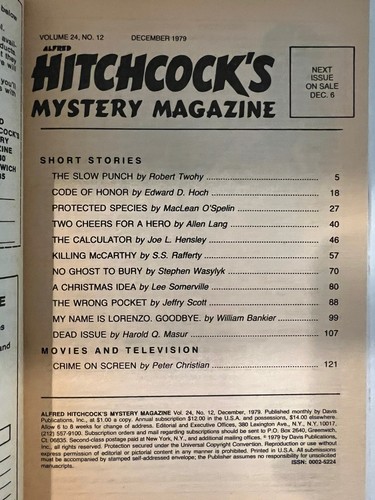 VOLUME 24, NO. 12 DECEMBER 1979
ALFRED
HITCHCOCK'S
MYSTERY MAGAZINE
NEXT
ISSUE
ON SALE
DEC. 6
SHORT STORIES
THE SLOW PUNCH by Robert Twohy 5
CODE OF HONOR by Edward D. Hoch 18
PROTECTED SPECIES by MacLean O'Spelin 27
TWO CHEERS FOR A HERO by Allen Lang 40
THE CALCULATOR by Joe L. Hensley 46
KILLING McCARTHY by S.S. Rafferty 57
NO GHOST TO BURY by Stephen Wasylyk 70
A CHRISTMAS IDEA by Lee Somerville 80
THE WRONG POCKET by Jeffry Scott 88
MY NAME IS LORENZO. GOODBYE. by William Bankier 99
DEAD ISSUE by Harold Q. Masur 107
MOVIES AND TELEVISION
CRIME ON SCREEN by Peter Christian 121
ALFRED HITCHCOCK'S MYSTERY MAGAZINE Vol. 24, No. 12, December, 1979. Published monthly by Davis
Publications, Inc., at $1.00 a copy. Annual subscription $12.00 in the U.S.A. and possessions, $14.00 elsewhere.
Allow 6 to 8 weeks for change of address. Editorial and Executive Offices, 380 Lexington Ave., N.Y., N.Y. 10017,
(212) 557-9100. Subscription orders and mail regarding subscriptions should be sent to P.O. Box 2640, Greenwich,
Ct. 06835. Second-class postage paid at New York, N.Y., and additional mailing offices. © 1979 by Davis Publications,
Inc., all rights reserved. Protection secured under the Universal Copyright Convention. Reproduction or use without
express permission of editorial or pictorial content in any manner is prohibited. Printed in U.S.A. All submissions
must be accompanied by stamped self-addressed envelope; the Publisher assumes no responsibility for unsolicited
manuscripts. ISSN: 0002-5224